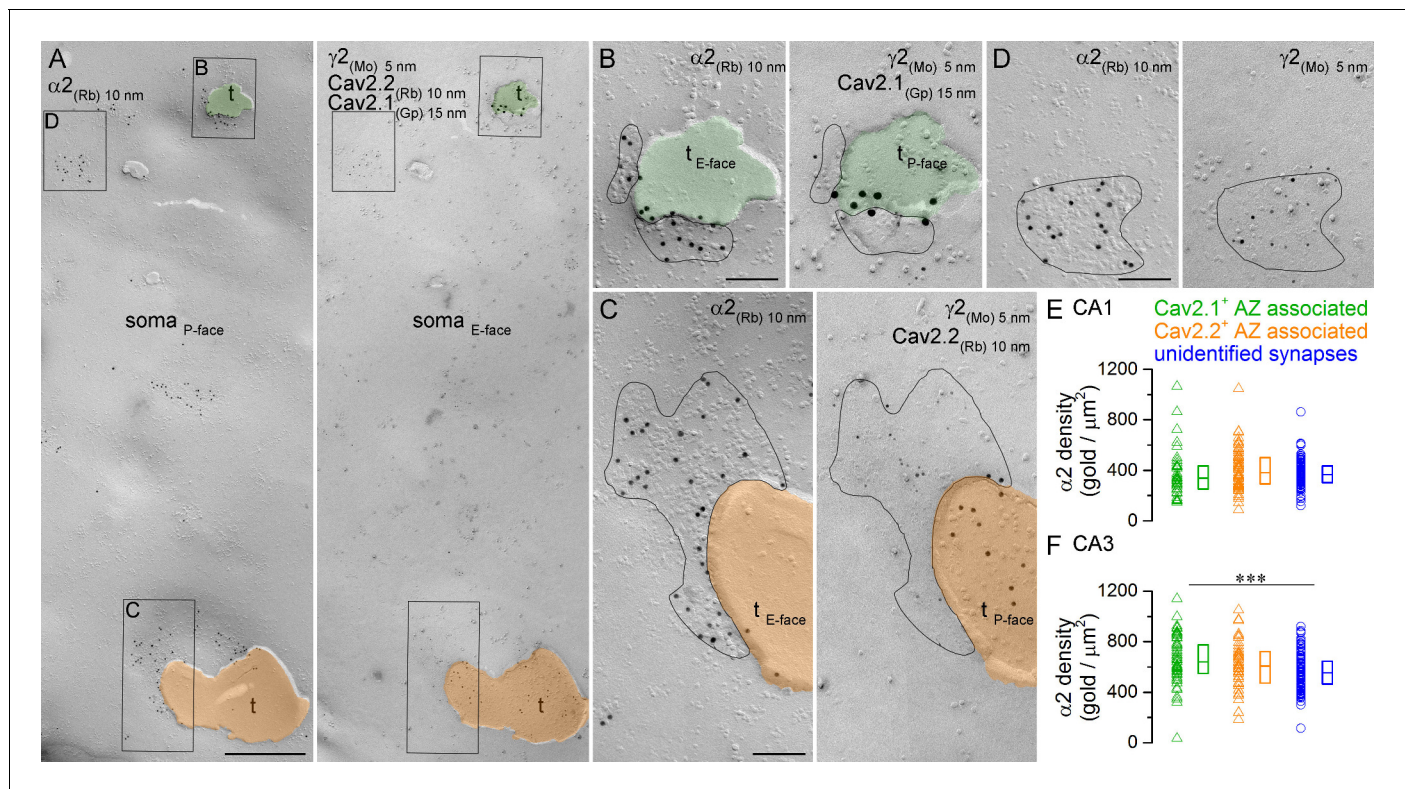 A
α2 (Rb) 10 nm
B
t
D
soma P-face
C
t
γ2 (Mo) 5 nm
Cav2.2 (Rb) 10 nm
Cav2.1 (Gp) 15 nm
t
soma E-face
t
B
α2 (Rb) 10 nm
t E-face
γ2 (Mo) 5 nm
Cav2.1 (Gp) 15 nm
t P-face
D
α2 (Rb) 10 nm
γ2 (Mo) 5 nm
C
α2 (Rb) 10 nm
t E-face
γ2 (Mo) 5 nm
Cav2.2 (Rb) 10 nm
t P-face
E CA1
Cav2.1+ AZ associated
Cav2.2+ AZ associated
unidentified synapses
α2 density
(gold / μm2)
1200
800
400
0
F CA3
***
α2 density
(gold / μm2)
1200
800
400
0